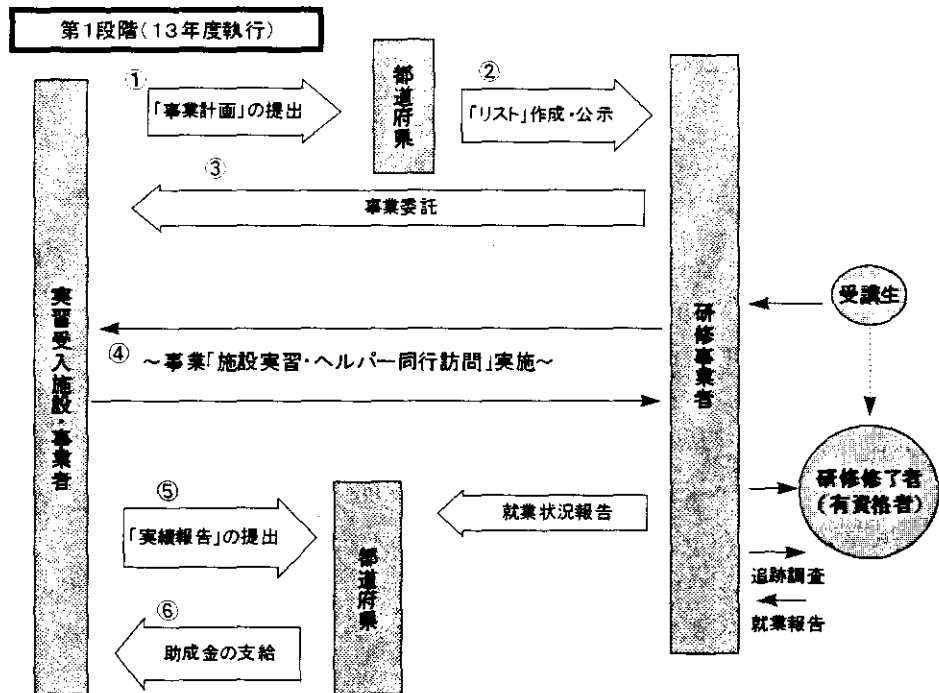 第1段階(13年度執行)
①
「事業計画」の提出
都道府県
②
「リスト」作成・公示
③
事業委託
実習受入施設・事業者
研修事業者
受講生
④ ～事業「施設実習・ヘルパー同行訪問」実施～
研修修了者
(有資格者)
⑤
「実績報告」の提出
都道府県
就業状況報告
追跡調査
就業報告
⑥
助成金の支給